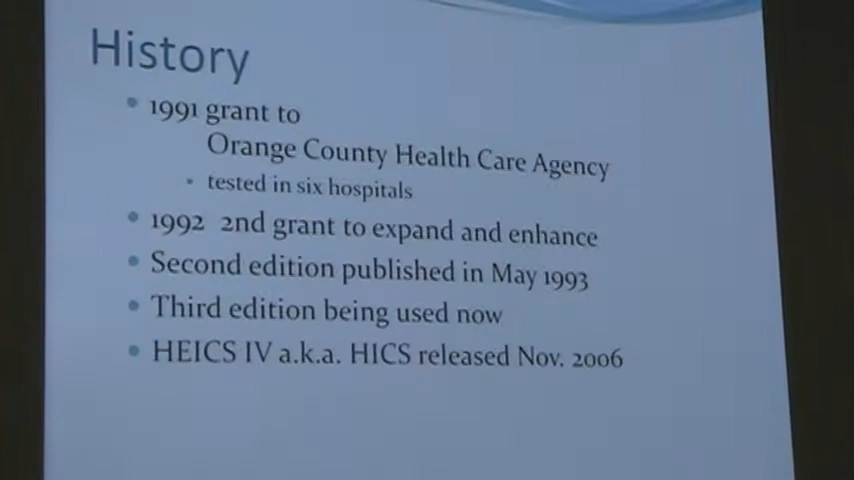 History
• 1991 grant to
Orange County Health Care Agency
• tested in six hospitals
• 1992 2nd grant to expand and enhance
• Second edition published in May 1993
• Third edition being used now
• HEICS IV a.k.a. HICS released Nov. 2006